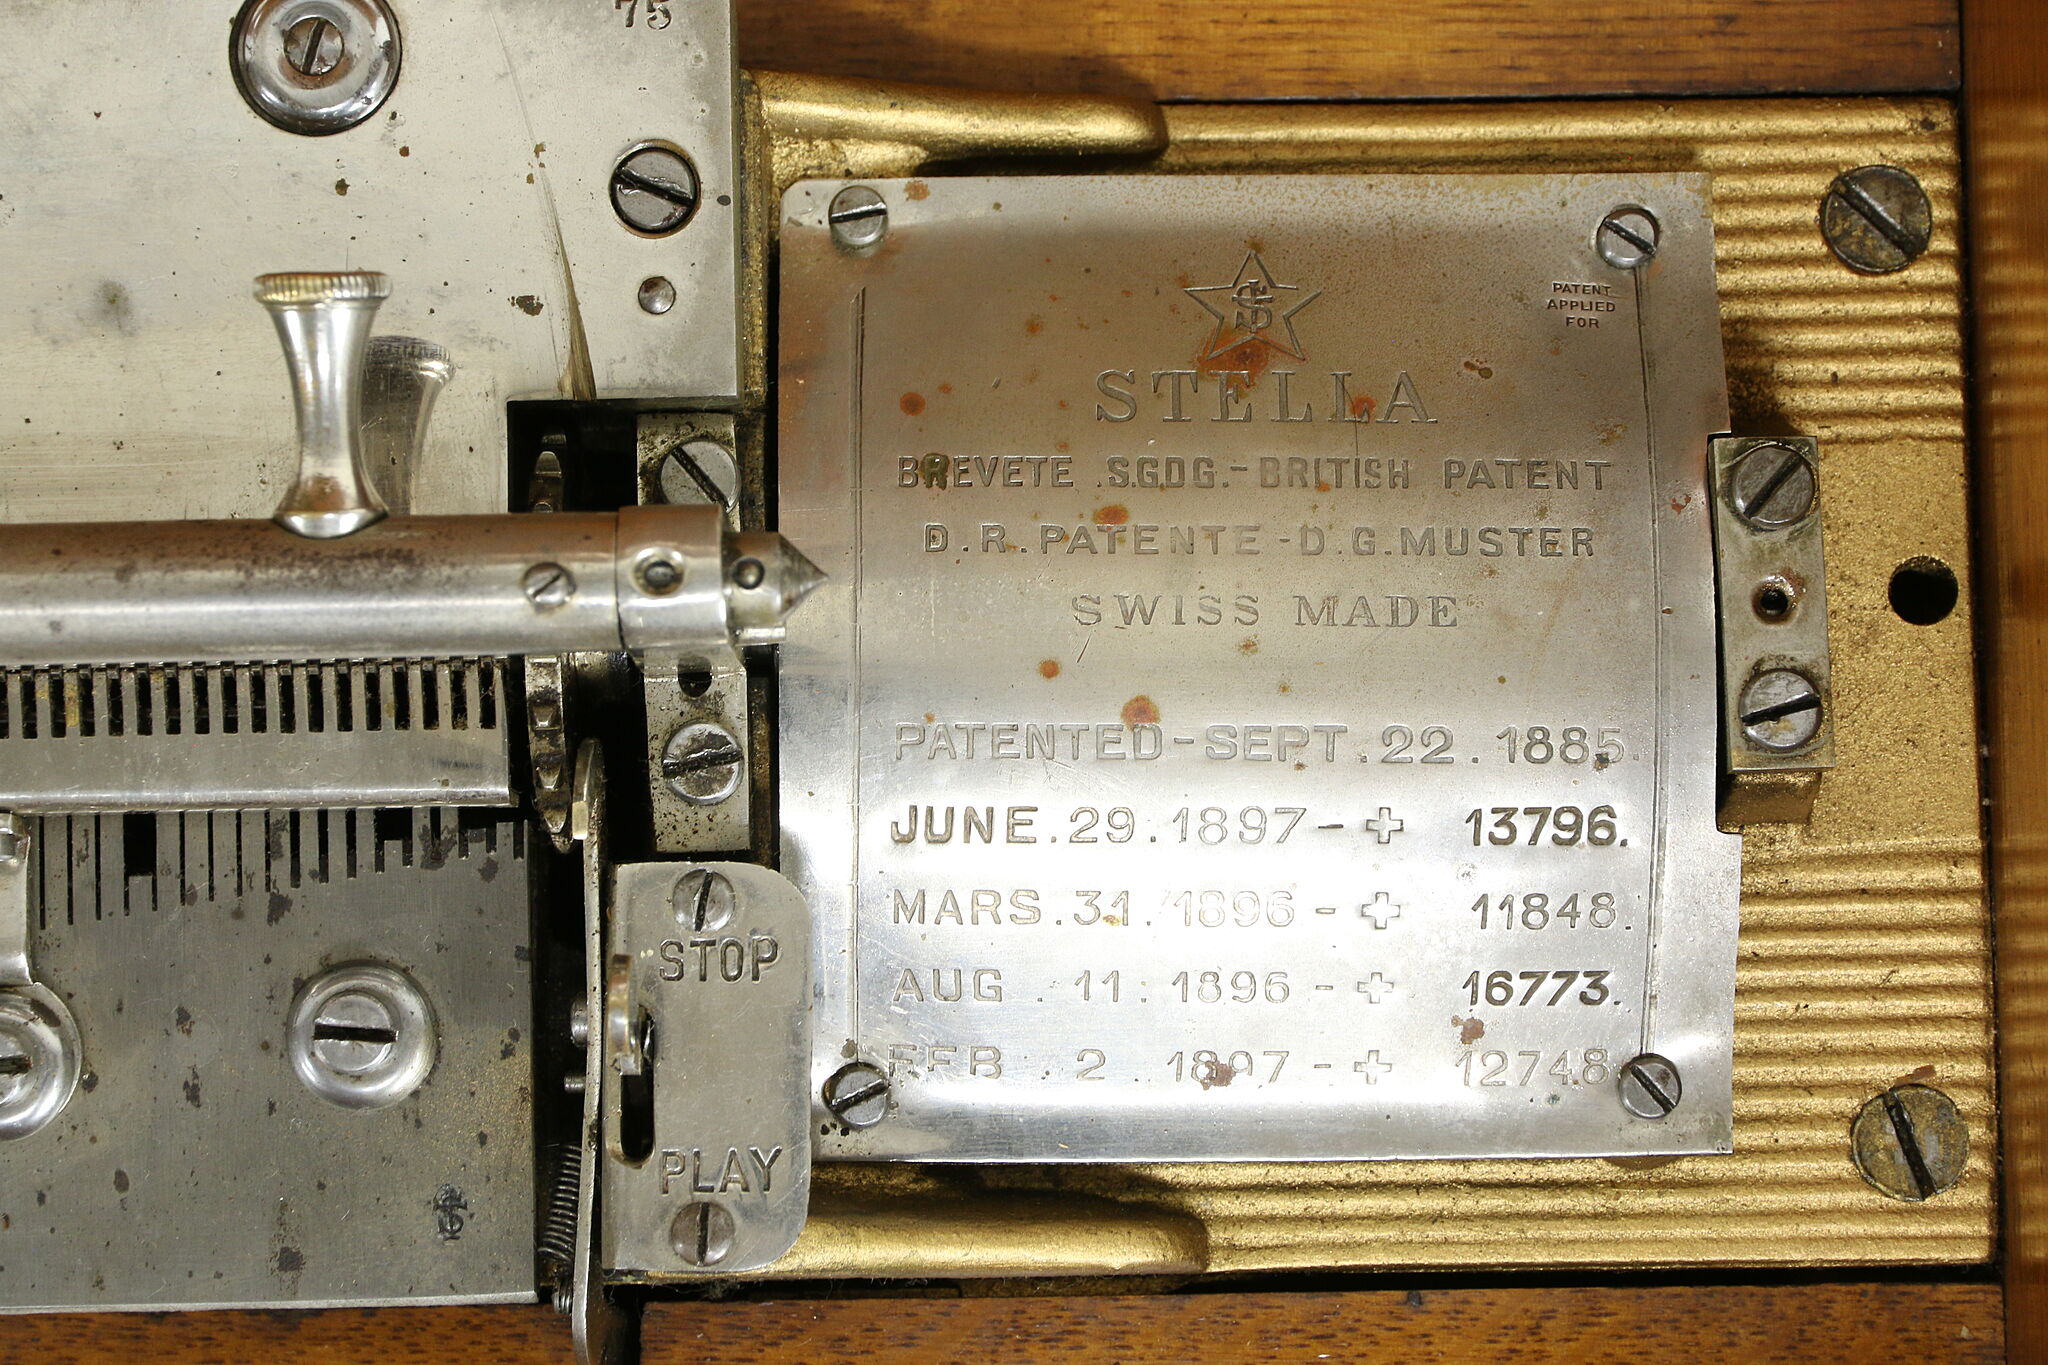 75
PATENT
APPLIED
FOR
STELLA
BREVETE S.G.D.G. - BRITISH PATENT
D. R. PATENTE - D. G. MUSTER
SWISS MADE
PATENTED - SEPT. 22. 1885.
JUNE. 29. 1897 - + 13796.
MARS. 31. 1896 - + 11848.
AUG. 11. 1896 - + 16773.
FEB. 2. 1897 - + 12748
STOP
PLAY